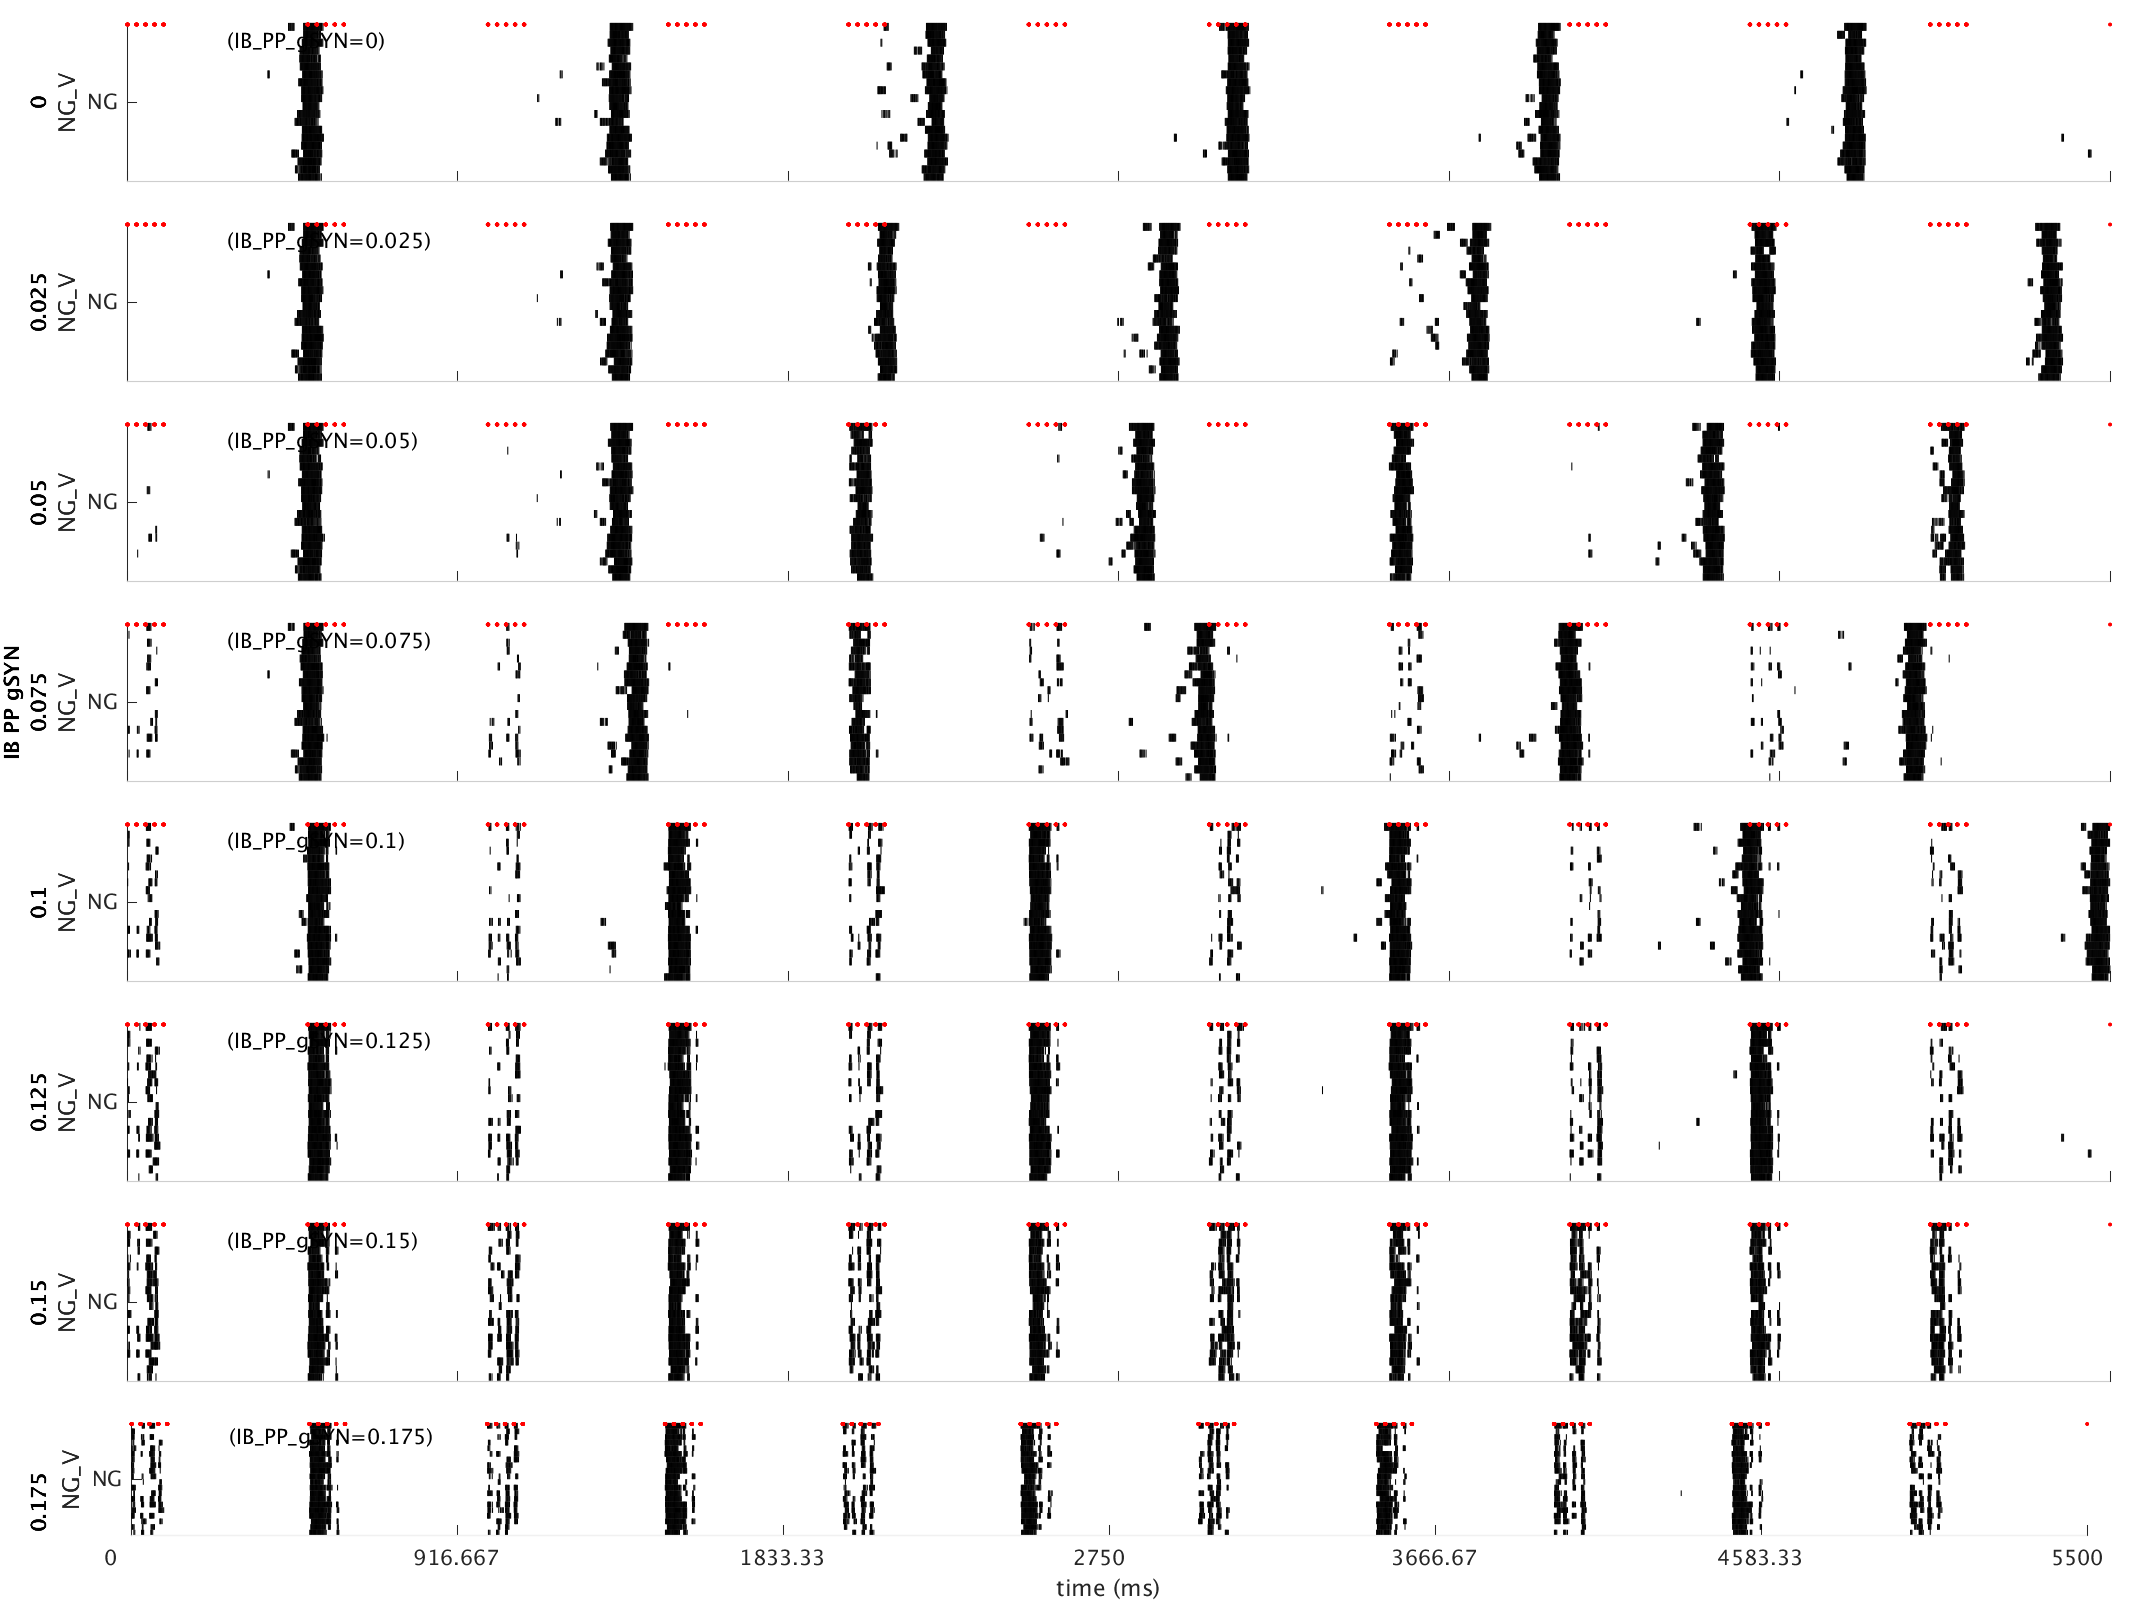 (IB_PP_gSYN=0)
0
NG_V
NG
(IB_PP_gSYN=0.025)
0.025
NG_V
NG
(IB_PP_gSYN=0.05)
0.05
NG_V
NG
IB PP gSYN
(IB_PP_gSYN=0.075)
0.075
NG_V
NG
(IB_PP_gSYN=0.1)
0.1
NG_V
NG
(IB_PP_gSYN=0.125)
0.125
NG_V
NG
(IB_PP_gSYN=0.15)
0.15
NG_V
NG
(IB_PP_gSYN=0.175)
0.175
NG_V
NG
0 916.667 1833.33 2750 3666.67 4583.33 5500
time (ms)